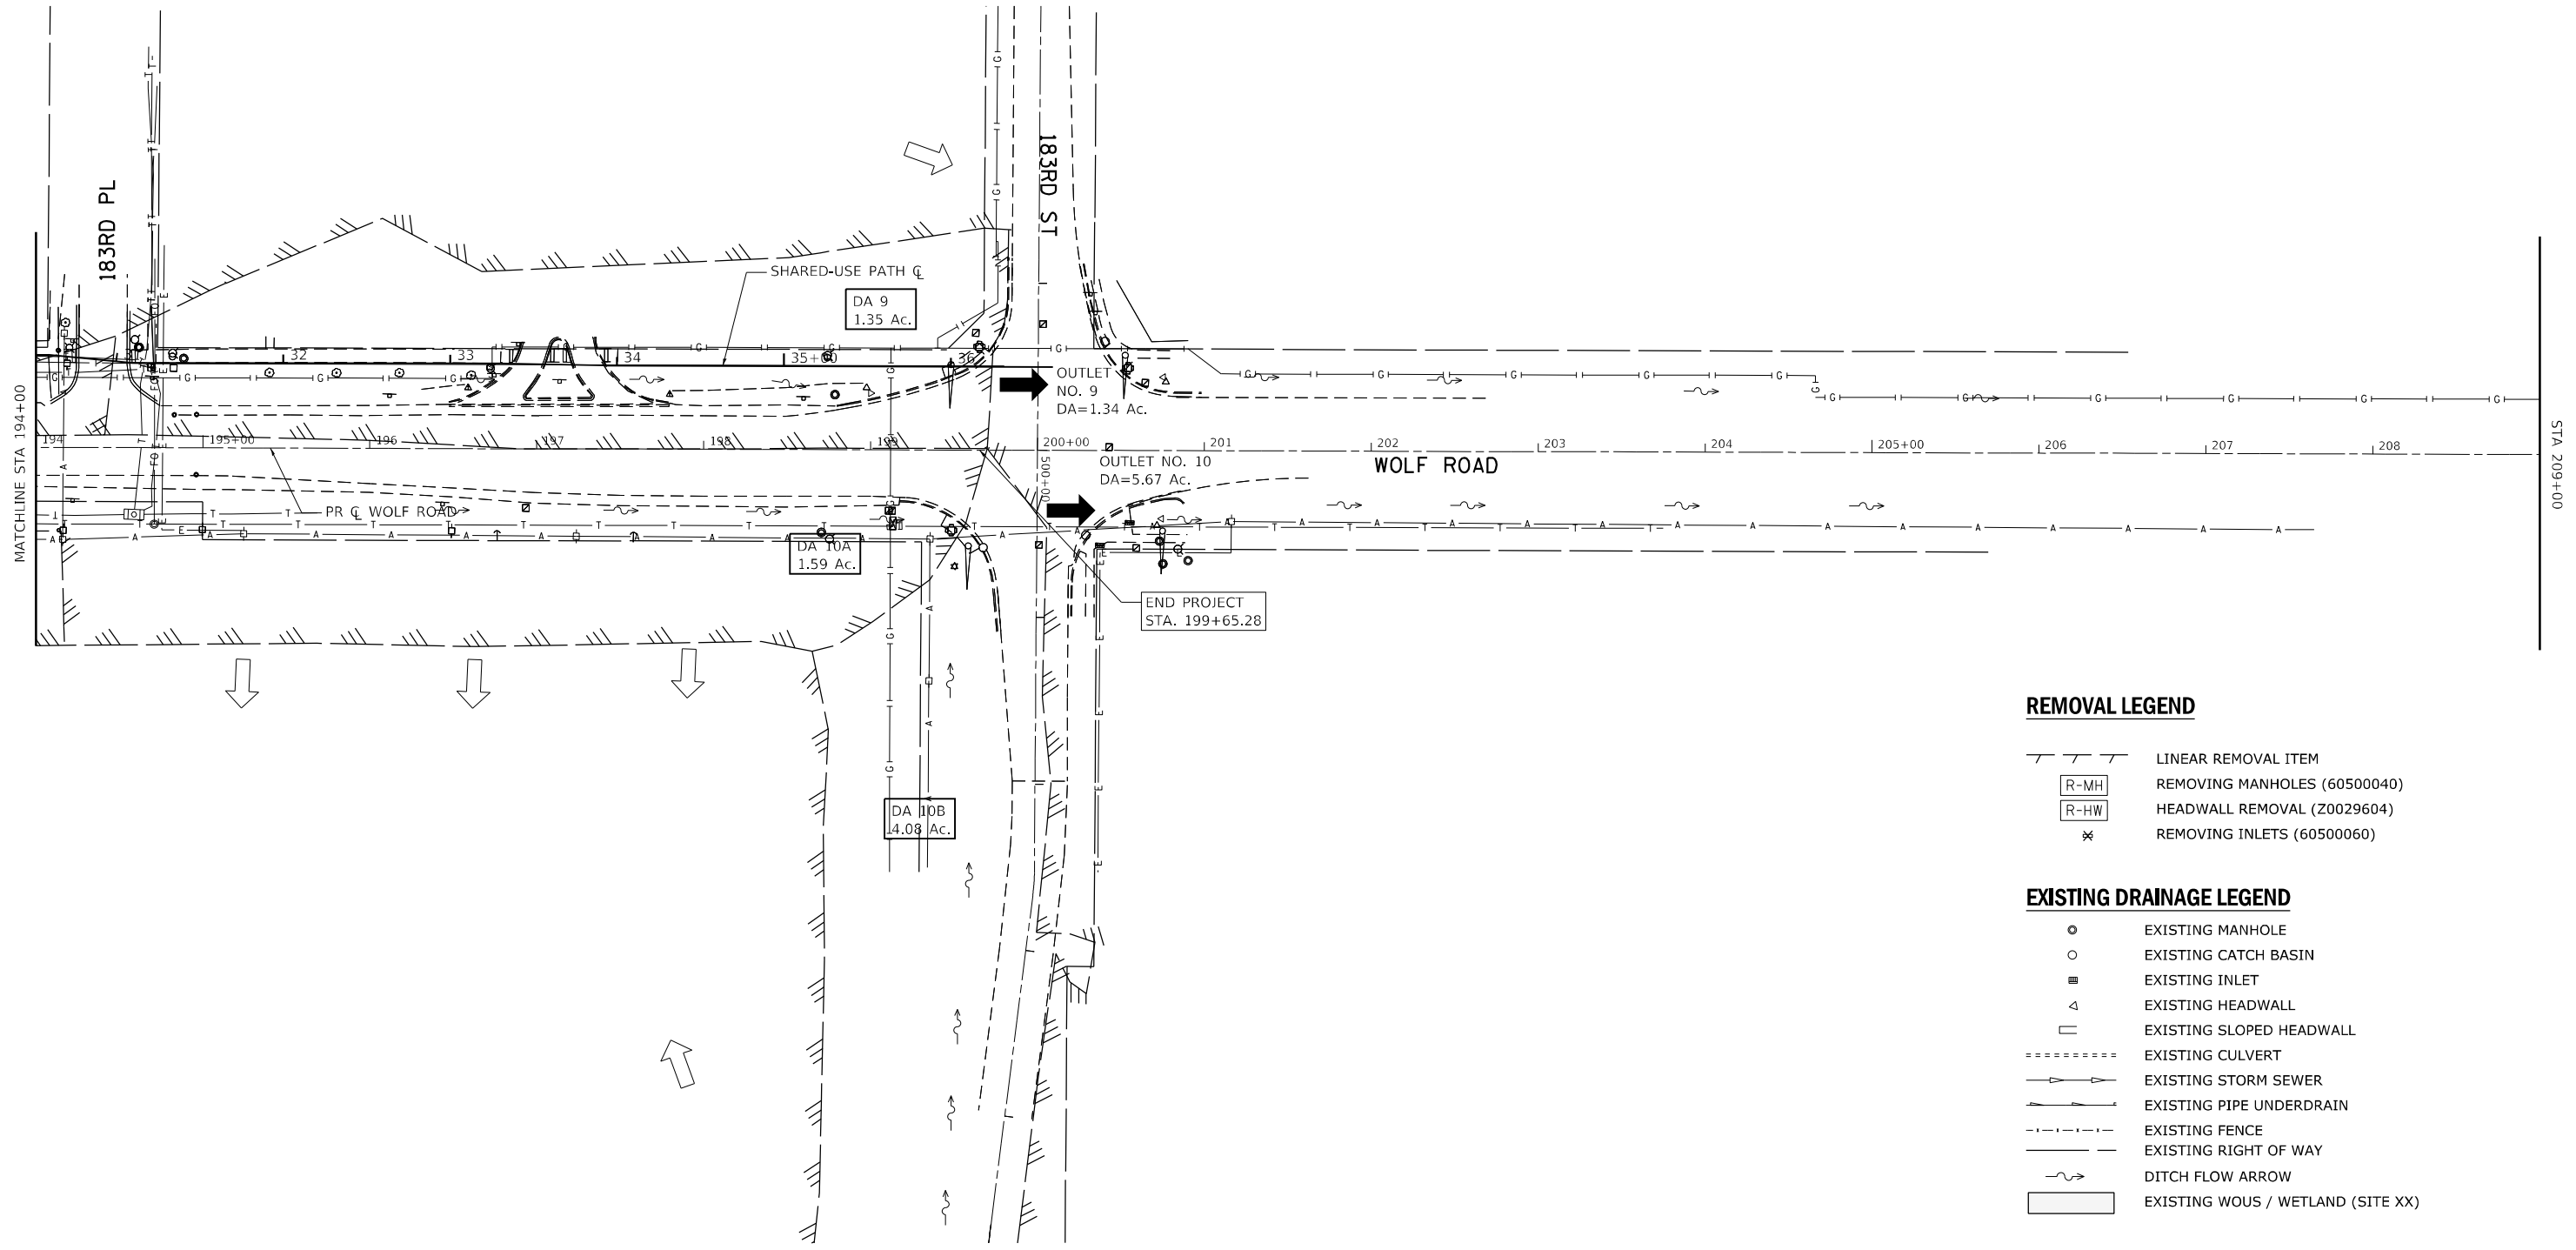 183RD PL
183RD ST
SHARED-USE PATH ℄
DA 9
1.35 Ac.
32
33
34
35+00
36
OUTLET
NO. 9
DA=1.34 Ac.
MATCHLINE STA 194+00
194
195+00
196
197
198
199
200+00
201
202
203
204
205+00
206
207
208
STA 209+00
500+00
OUTLET NO. 10
DA=5.67 Ac.
WOLF ROAD
PR ℄ WOLF ROAD
DA 10A
1.59 Ac.
END PROJECT
STA. 199+65.28
DA 10B
4.08 Ac.
REMOVAL LEGEND
LINEAR REMOVAL ITEM
R-MH REMOVING MANHOLES (60500040)
R-HW HEADWALL REMOVAL (Z0029604)
REMOVING INLETS (60500060)
EXISTING DRAINAGE LEGEND
EXISTING MANHOLE
EXISTING CATCH BASIN
EXISTING INLET
EXISTING HEADWALL
EXISTING SLOPED HEADWALL
EXISTING CULVERT
EXISTING STORM SEWER
EXISTING PIPE UNDERDRAIN
EXISTING FENCE
EXISTING RIGHT OF WAY
DITCH FLOW ARROW
EXISTING WOUS / WETLAND (SITE XX)